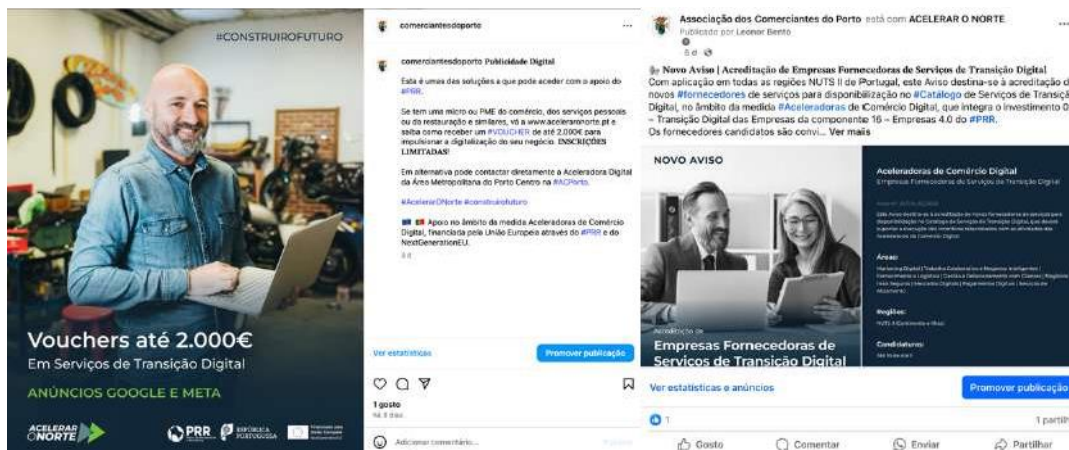 #CONSTRUIROFUTURO
Vouchers até 2.000€
Em Serviços de Transição Digital
ANÚNCIOS GOOGLE E META
ACELERAR
O NORTE
PRR
REPÚBLICA
PORTUGUESA
comerciantesdoporto
comerciantesdoporto Publicidade Digital
Esta é umas das soluções a que pode aceder com o apoio do
#PRR.
Se tem uma micro ou PME do comércio, dos serviços pessoais
ou da restauração e similares, vá a www.aceleraronorte.pt e
saiba como receber um #VOUCHER de até 2.000€ para
impulsionar a digitalização do seu negócio. INSCRIÇÕES
LIMITADAS!
Em alternativa pode contactar diretamente a Aceleradora Digital
da Área Metropolitana do Porto Centro na #ACPorto.
#AcelerarONorte #construirofuturo
Apoio no âmbito da medida Aceleradoras de Comércio
Digital, financiada pela União Europeia através do #PRR e do
NextGenerationEU.
Ver estatísticas
Promover publicação
1 gosto
Adicionar comentário...
Associação dos Comerciantes do Porto está com ACELERAR O NORTE.
Publicado por Leonor Bento
6 d
Novo Aviso | Acreditação de Empresas Fornecedoras de Serviços de
Transição Digital
Com aplicação em todas as regiões NUTS II de Portugal, este Aviso destina-se à acreditação d
novos #fornecedores de serviços para disponibilização no #Catálogo de Serviços de Transiçã
Digital, no âmbito da medida #Aceleradoras de Comércio Digital, que integra o investimento 0
– Transição Digital das Empresas da componente 16 – Empresas 4.0 do #PRR.
Os fornecedores candidatos são convi... Ver mais
NOVO AVISO
Acreditação de
Empresas Fornecedoras de
Serviços de Transição Digital
Aceleradoras de Comércio Digital
Empresas Fornecedoras de Serviços de Transição Digital
Áreas:
Regiões:
Candidaturas:
Ver estatísticas e anúncios
Promover publicação
1
1 partilh
Gosto
Comentar
Enviar
Partilhar